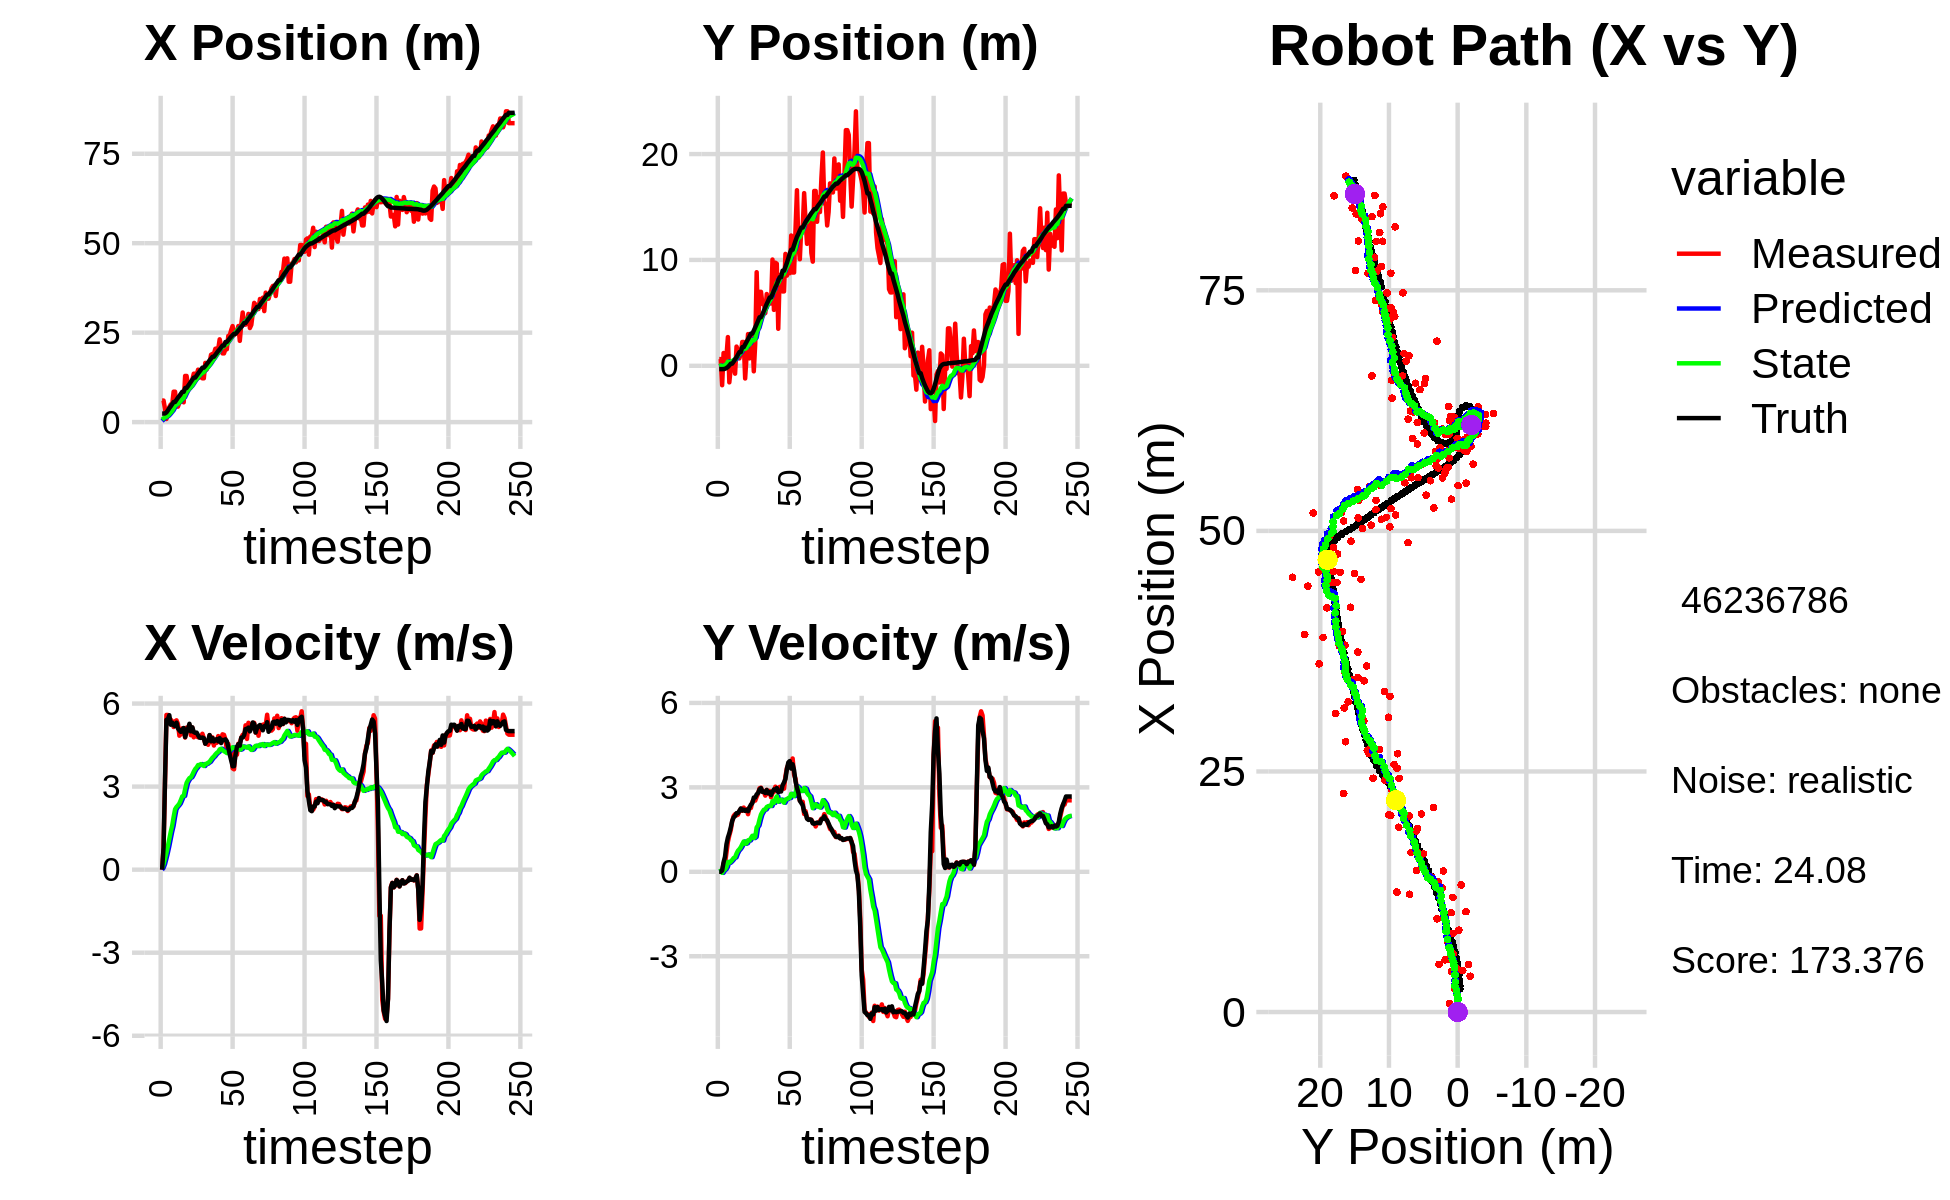 X Position (m)
75
50
25
0
0 50 100 150 200 250
timestep
Y Position (m)
20
10
0
0 50 100 150 200 250
timestep
X Velocity (m/s)
6
3
0
-3
-6
0 50 100 150 200 250
timestep
Y Velocity (m/s)
6
3
0
-3
0 50 100 150 200 250
timestep
Robot Path (X vs Y)
X Position (m)
75
50
25
0
20 10 0 -10 -20
Y Position (m)
variable
Measured
Predicted
State
Truth
46236786
Obstacles: none
Noise: realistic
Time: 24.08
Score: 173.376